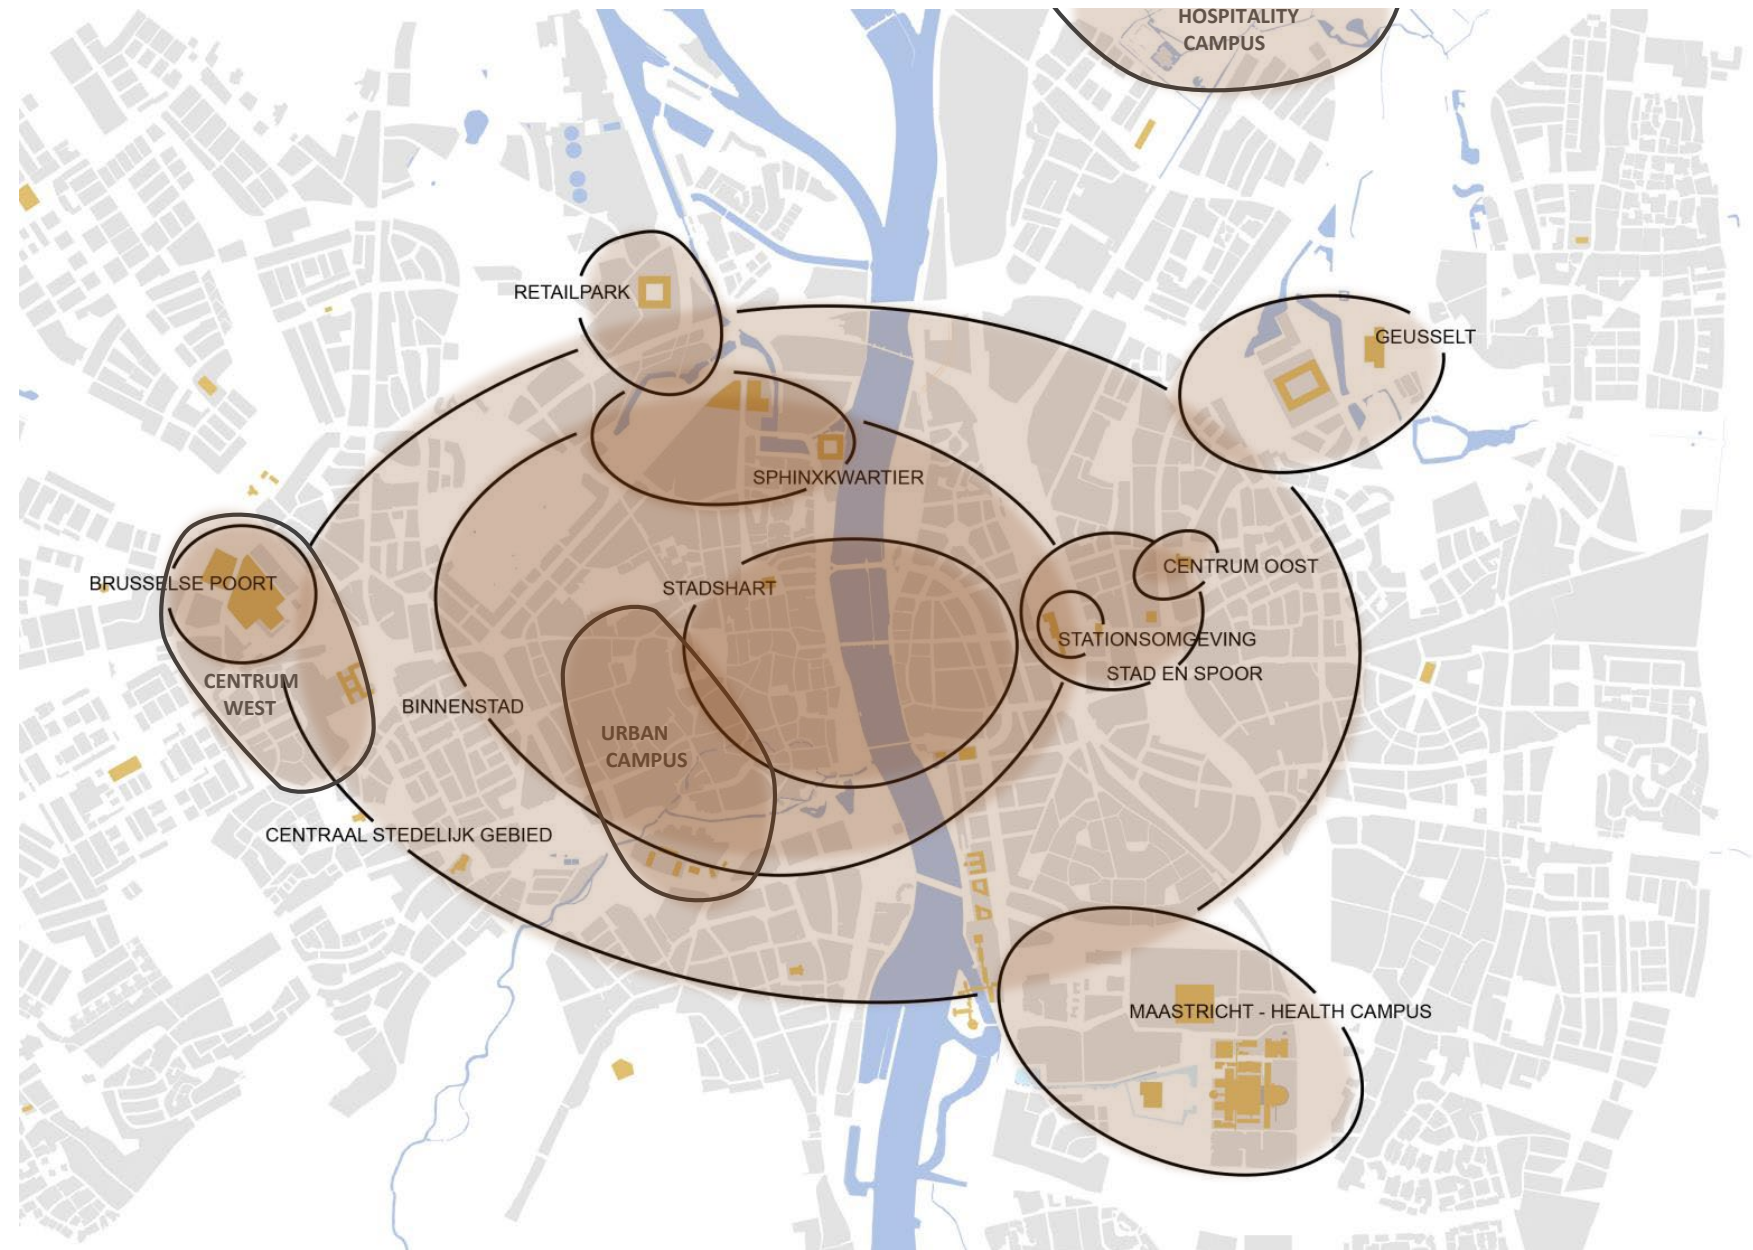 HOSPITALITY
CAMPUS
RETAILPARK
GEUSSELT
SPHINXKWARTIER
CENTRUM OOST
BRUSSELSE POORT
STADSHART
STATIONSOMGEVING
STAD EN SPOOR
CENTRUM
WEST
BINNENSTAD
URBAN
CAMPUS
CENTRAAL STEDELIJK GEBIED
MAASTRICHT - HEALTH CAMPUS